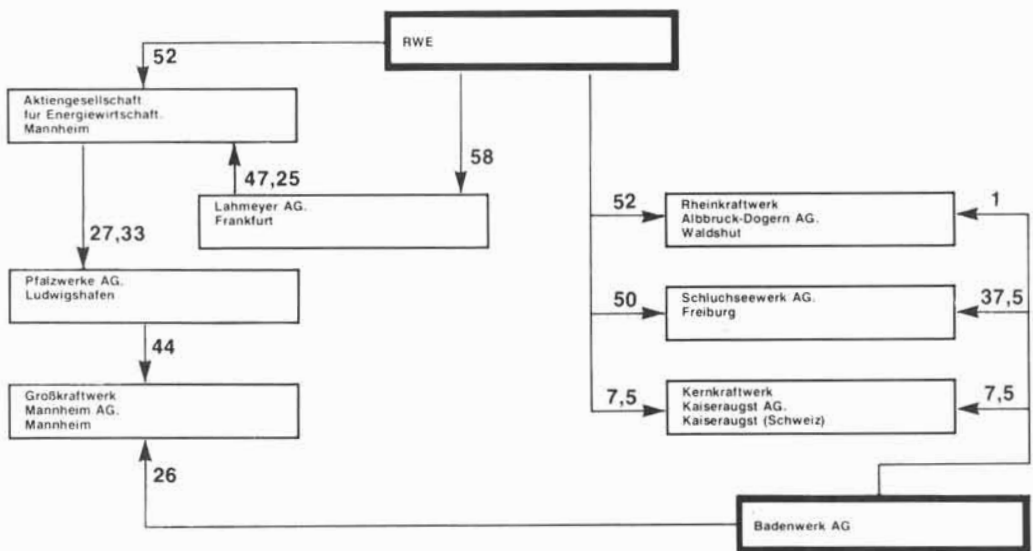 RWE
52
Aktiengesellschaft
für Energiewirtschaft.
Mannheim
58
47,25
Lahmeyer AG.
Frankfurt
52
Rheinkraftwerk
Albbruck-Dogern AG.
Waldshut
1
27,33
Pfalzwerke AG.
Ludwigshafen
50
Schluchseewerk AG.
Freiburg
37,5
44
Großkraftwerk
Mannheim AG.
Mannheim
7,5
Kernkraftwerk
Kaiseraugst AG.
Kaiseraugst (Schweiz)
7,5
26
Badenwerk AG